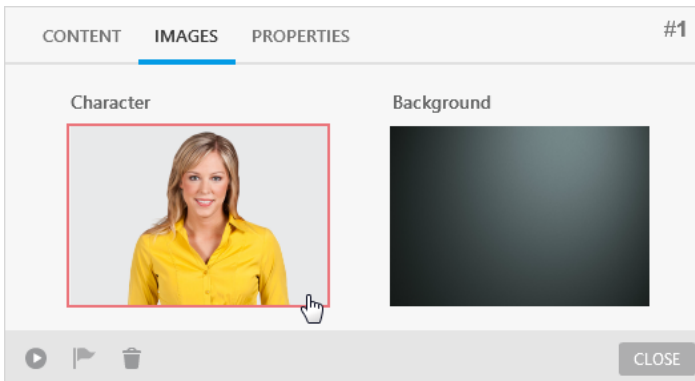 CONTENT IMAGES PROPERTIES #1
Character Background
CLOSE